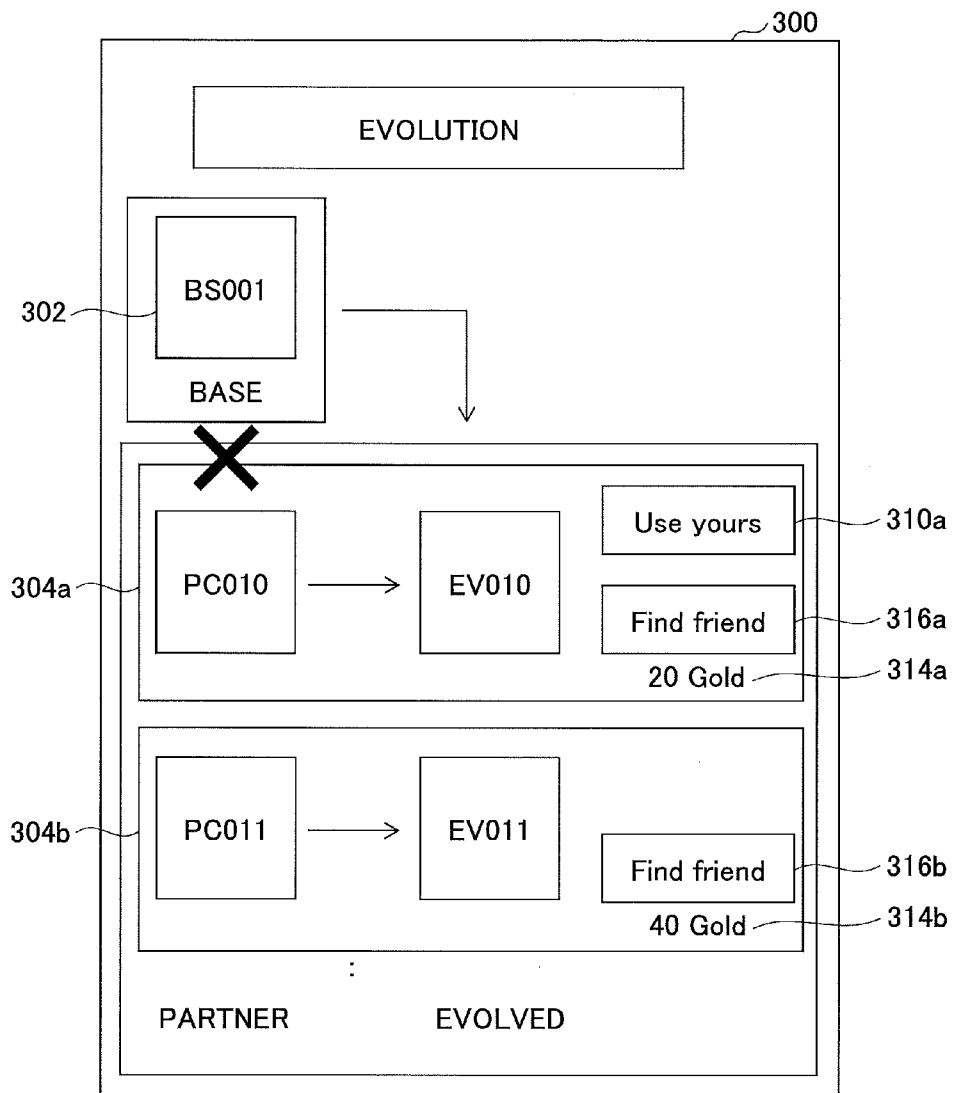 300
EVOLUTION
BS001
302
BASE
Use yours
310a
PC010
EV010
304a
Find friend
316a
20 Gold
314a
PC011
EV011
304b
Find friend
316b
40 Gold
314b
:
PARTNER
EVOLVED